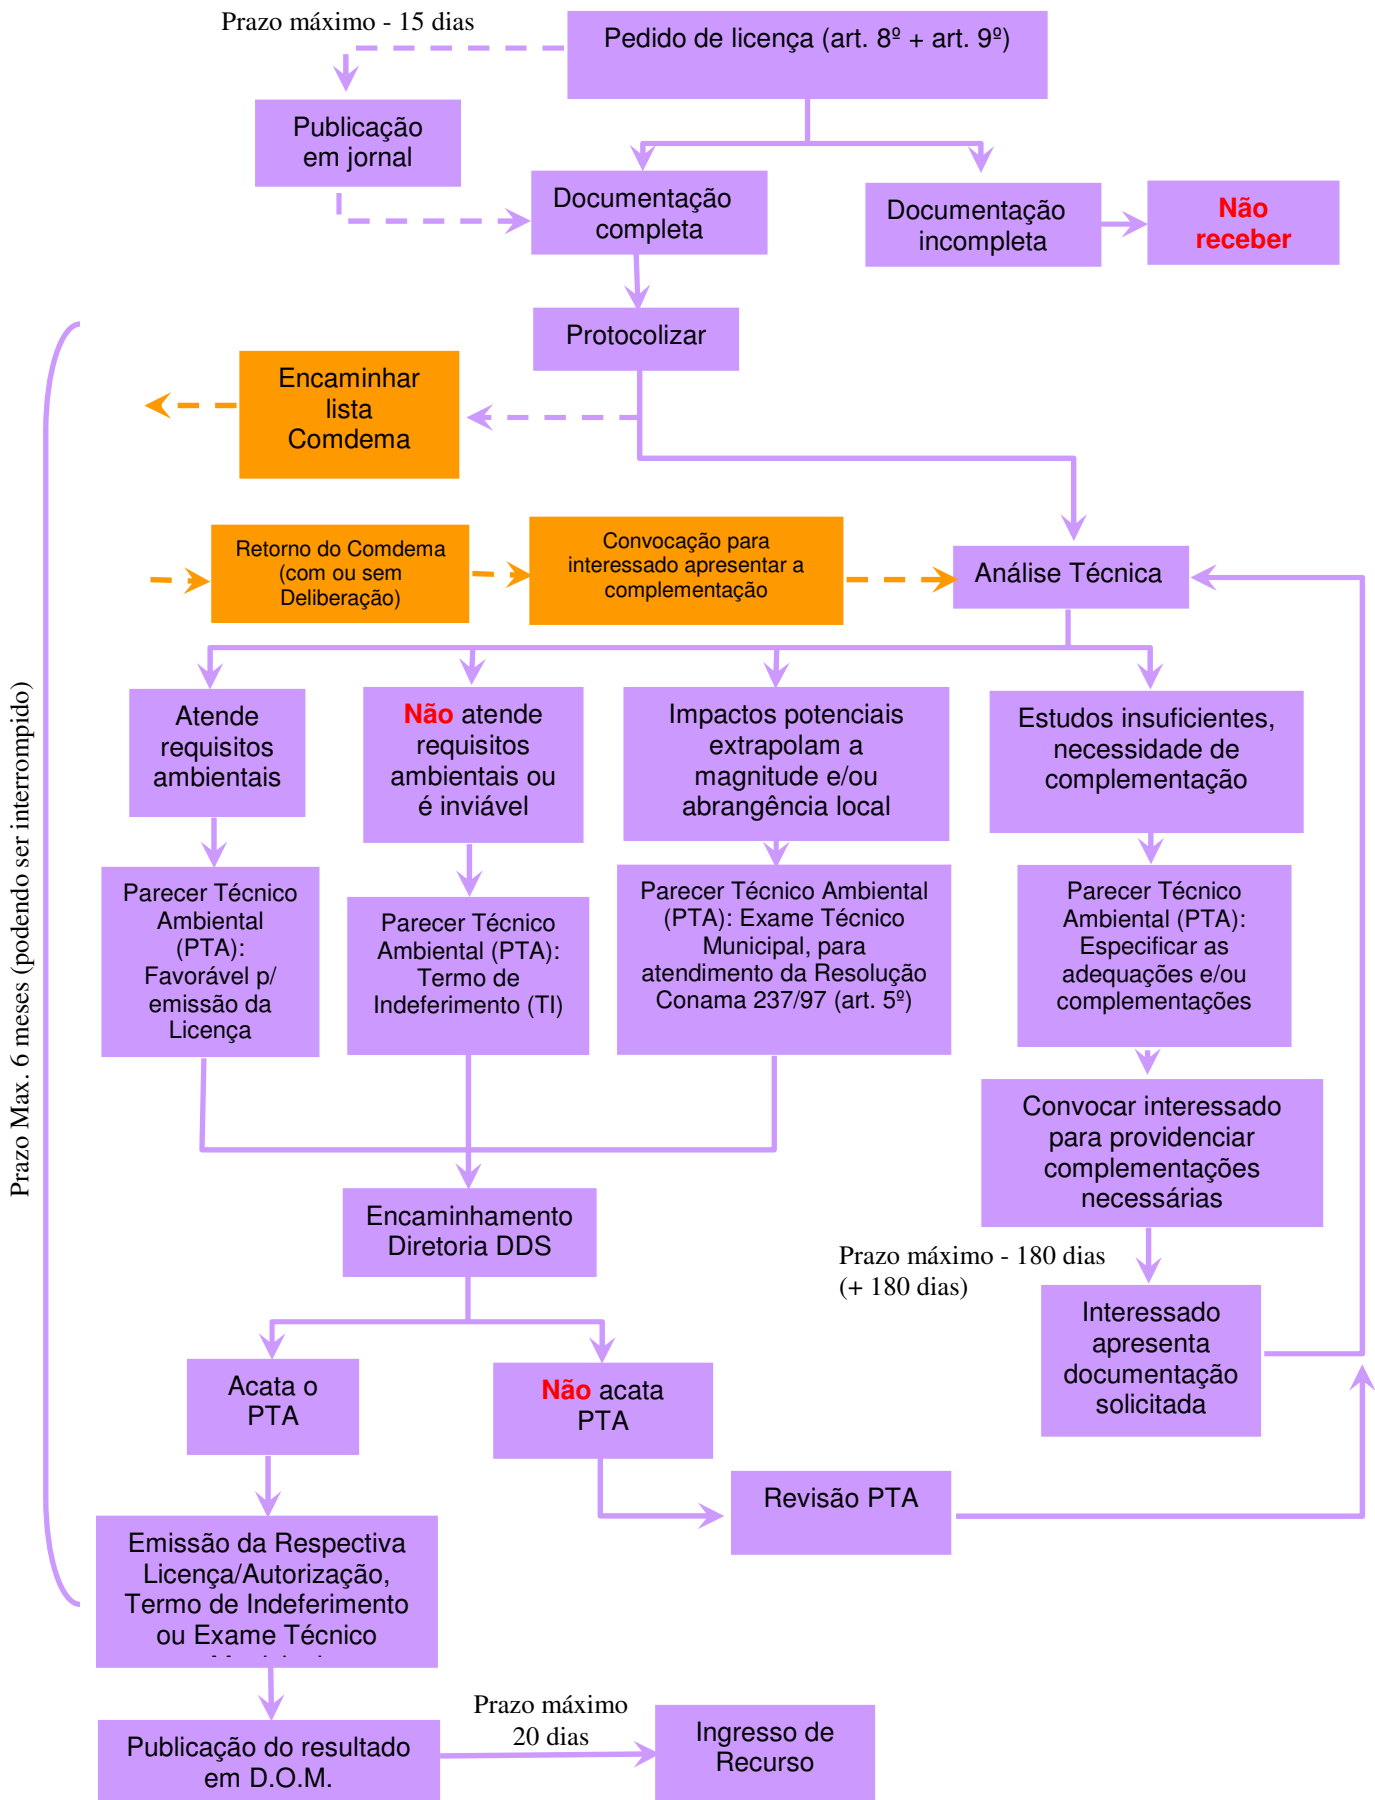 Prazo máximo - 15 dias
Pedido de licença (art. 8º + art. 9º)
Publicação
em jornal
Documentação
completa
Documentação
incompleta
Não
receber
Protocolizar
Encaminhar
lista
Comdema
Retorno do Comdema
(com ou sem
Deliberação)
Convocação para
interessado apresentar a
complementação
Análise Técnica
Prazo Max. 6 meses (podendo ser interrompido)
Atende
requisitos
ambientais
Não atende
requisitos
ambientais ou
é inviável
Impactos potenciais
extrapolam a
magnitude e/ou
abrangência local
Estudos insuficientes,
necessidade de
complementação
Parecer Técnico
Ambiental
(PTA):
Favorável p/
emissão da
Licença
Parecer Técnico
Ambiental (PTA):
Termo de
Indeferimento (TI)
Parecer Técnico Ambiental
(PTA): Exame Técnico
Municipal, para
atendimento da Resolução
Conama 237/97 (art. 5º)
Parecer Técnico
Ambiental (PTA):
Especificar as
adequações e/ou
complementações
Convocar interessado
para providenciar
complementações
necessárias
Encaminhamento
Diretoria DDS
Prazo máximo - 180 dias
(+ 180 dias)
Interessado
apresenta
documentação
solicitada
Acata o
PTA
Não acata
PTA
Revisão PTA
Emissão da Respectiva
Licença/Autorização,
Termo de Indeferimento
ou Exame Técnico
Prazo máximo
20 dias
Publicação do resultado
em D.O.M.
Ingresso de
Recurso